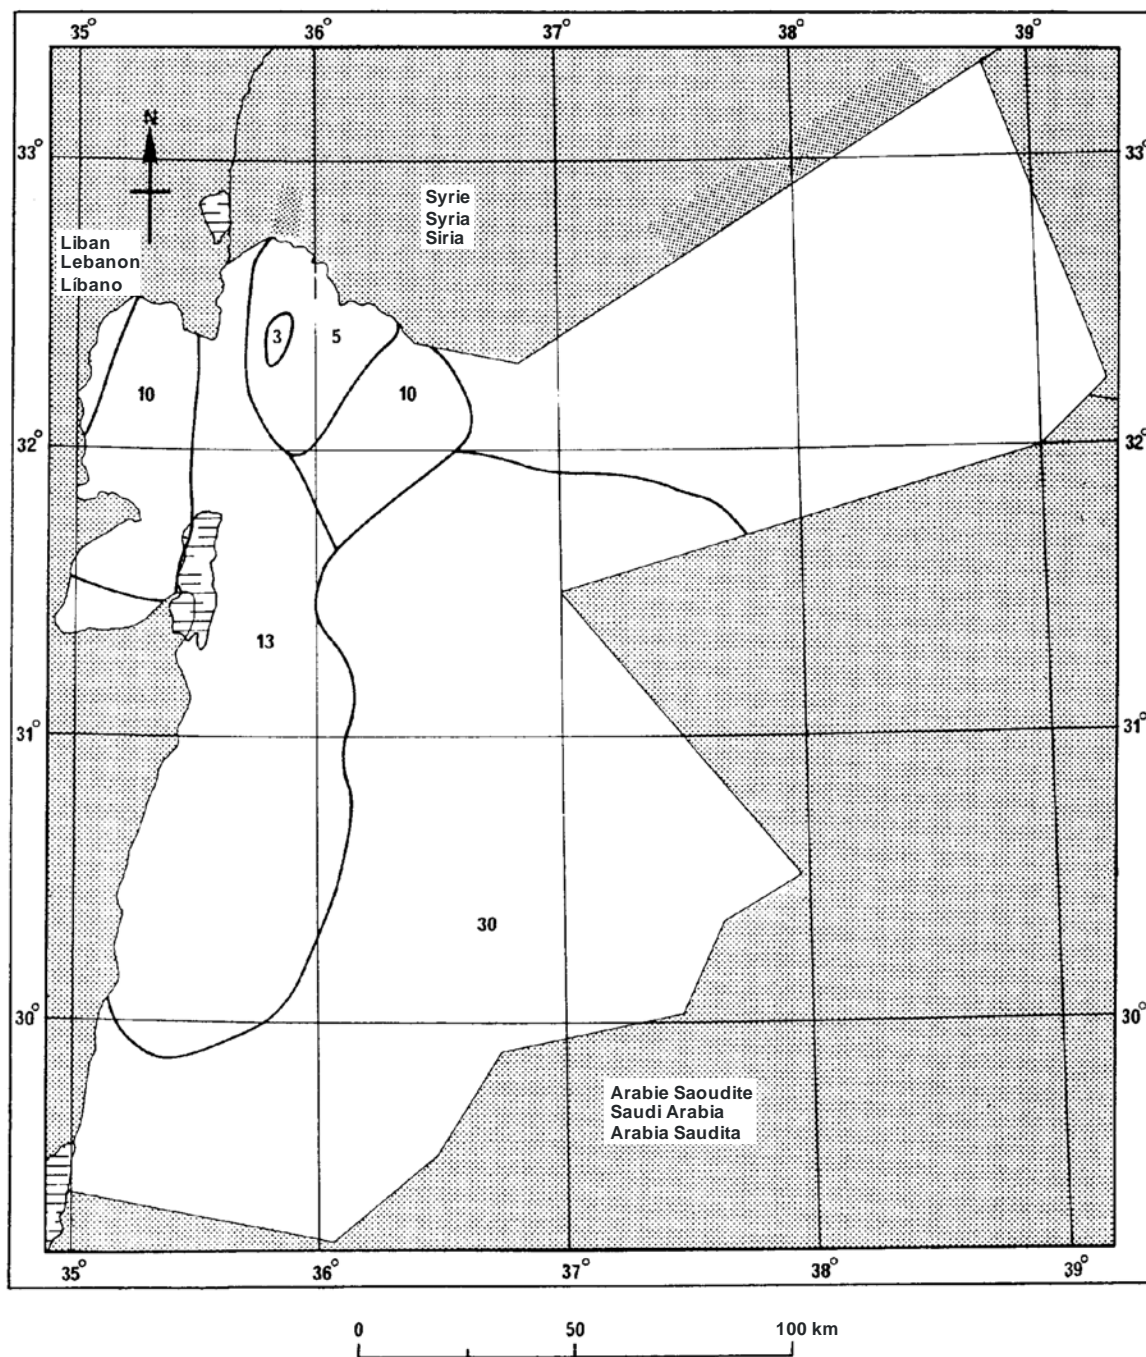 35° 36° 37° 38° 39°
N
33° 33°
Syrie
Syria
Siria
Liban
Lebanon
Líbano
3 5
10 10
32° 32°
13
31° 31°
30
30° 30°
Arabie Saoudite
Saudi Arabia
Arabia Saudita
35° 36° 37° 38° 39°
0 50 100 km